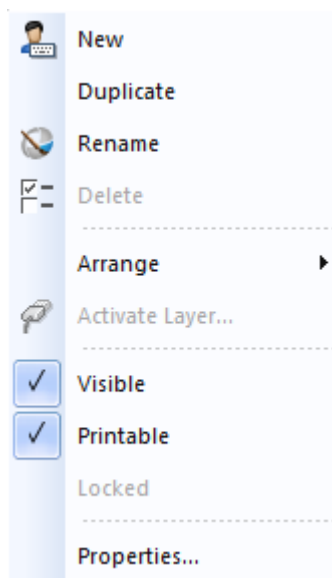 New
Duplicate
Rename
Delete
Arrange
Activate Layer...
Visible
Printable
Locked
Properties...